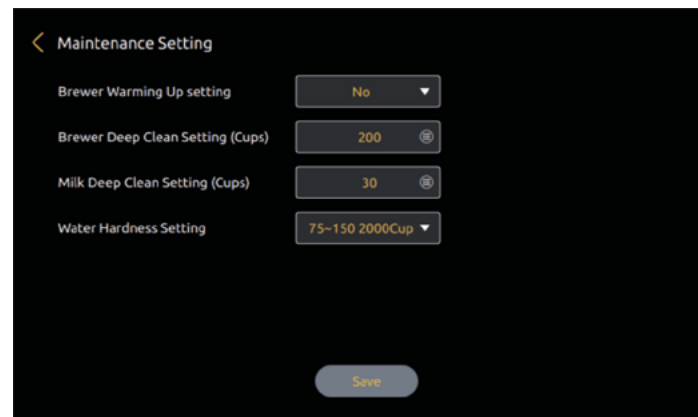 Maintenance Setting
Brewer Warming Up setting No
Brewer Deep Clean Setting (Cups) 200
Milk Deep Clean Setting (Cups) 30
Water Hardness Setting 75~150 2000Cup
Save